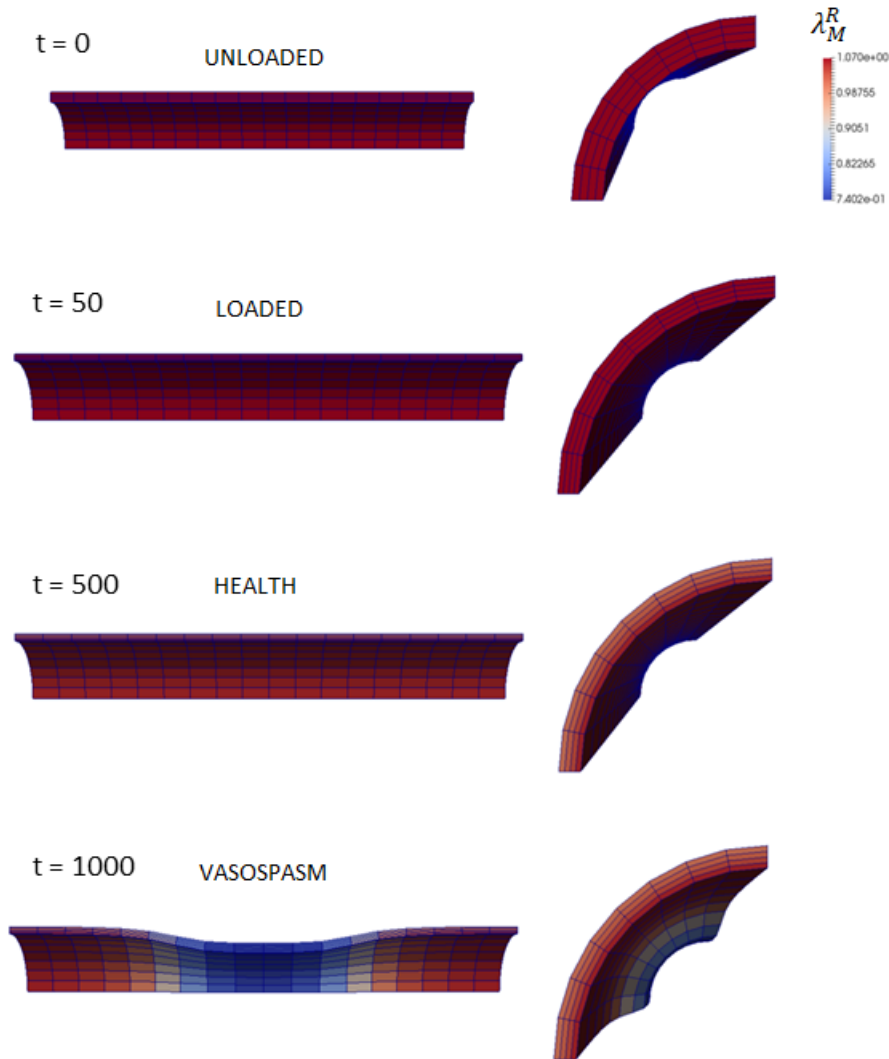 t = 0
UNLOADED
λ_M^R
1.070e+00
0.98755
0.9051
0.82265
7.402e-01
t = 50
LOADED
t = 500
HEALTH
t = 1000
VASOSPASM